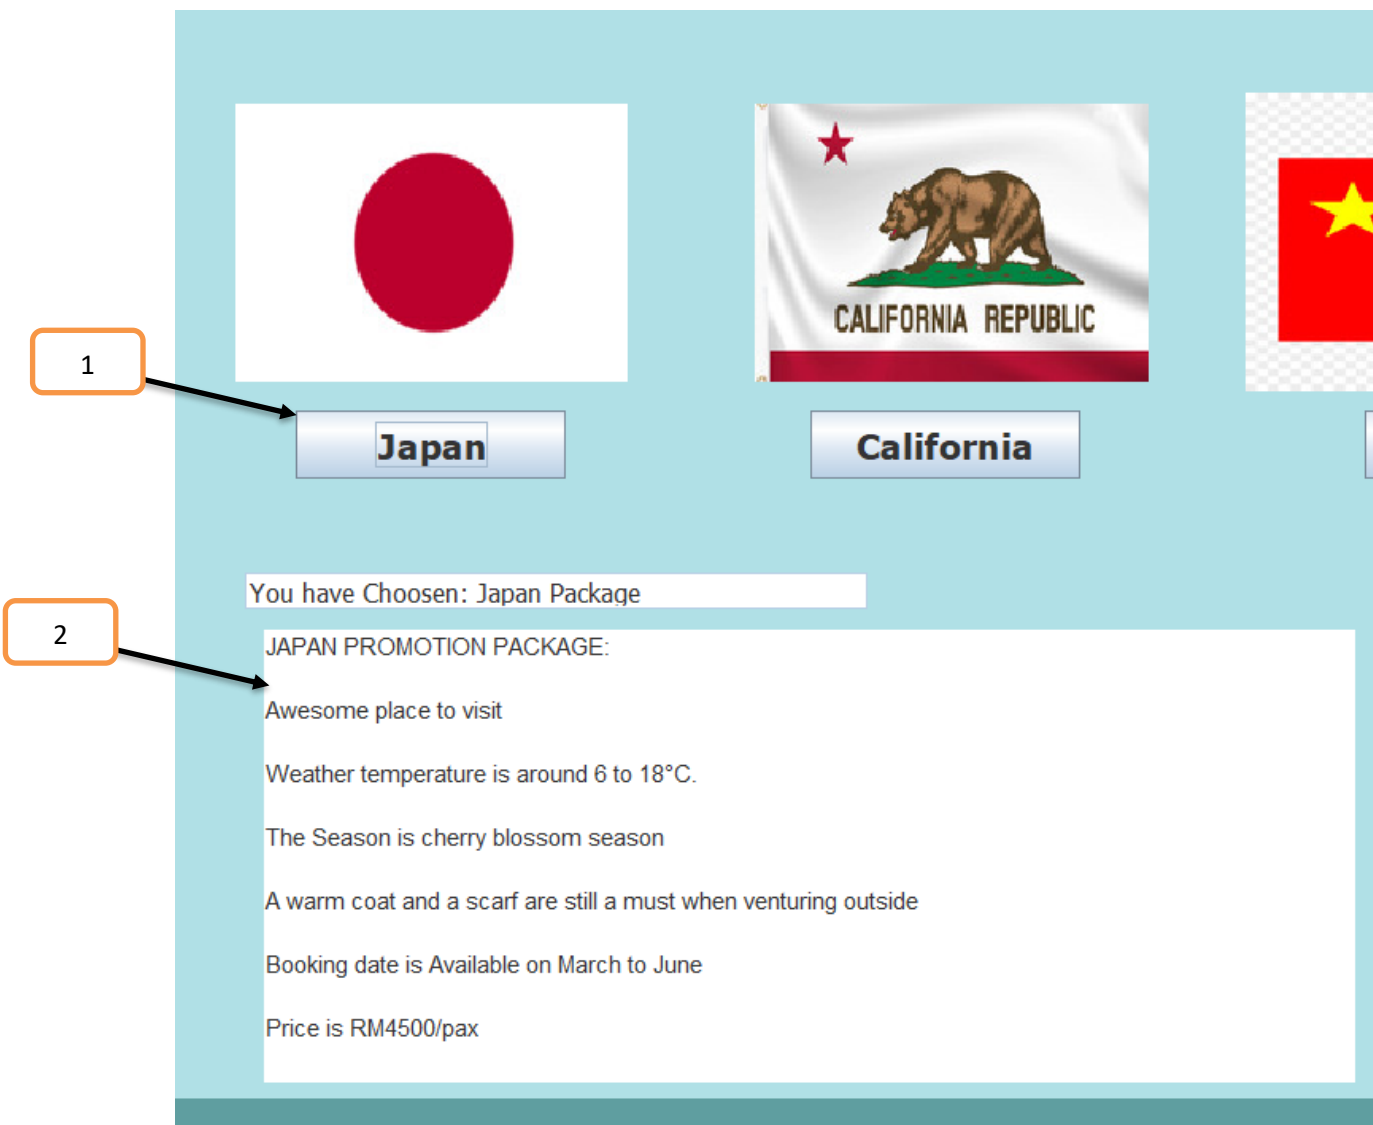 CALIFORNIA REPUBLIC
1
Japan
California
You have Choosen: Japan Package
2
JAPAN PROMOTION PACKAGE:
Awesome place to visit
Weather temperature is around 6 to 18°C.
The Season is cherry blossom season
A warm coat and a scarf are still a must when venturing outside
Booking date is Available on March to June
Price is RM4500/pax